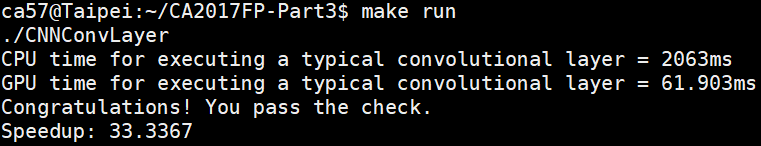 ca57@Taipei:~/CA2017FP-Part3$ make run
./CNNConvLayer
CPU time for executing a typical convolutional layer = 2063ms
GPU time for executing a typical convolutional layer = 61.903ms
Congratulations! You pass the check.
Speedup: 33.3367